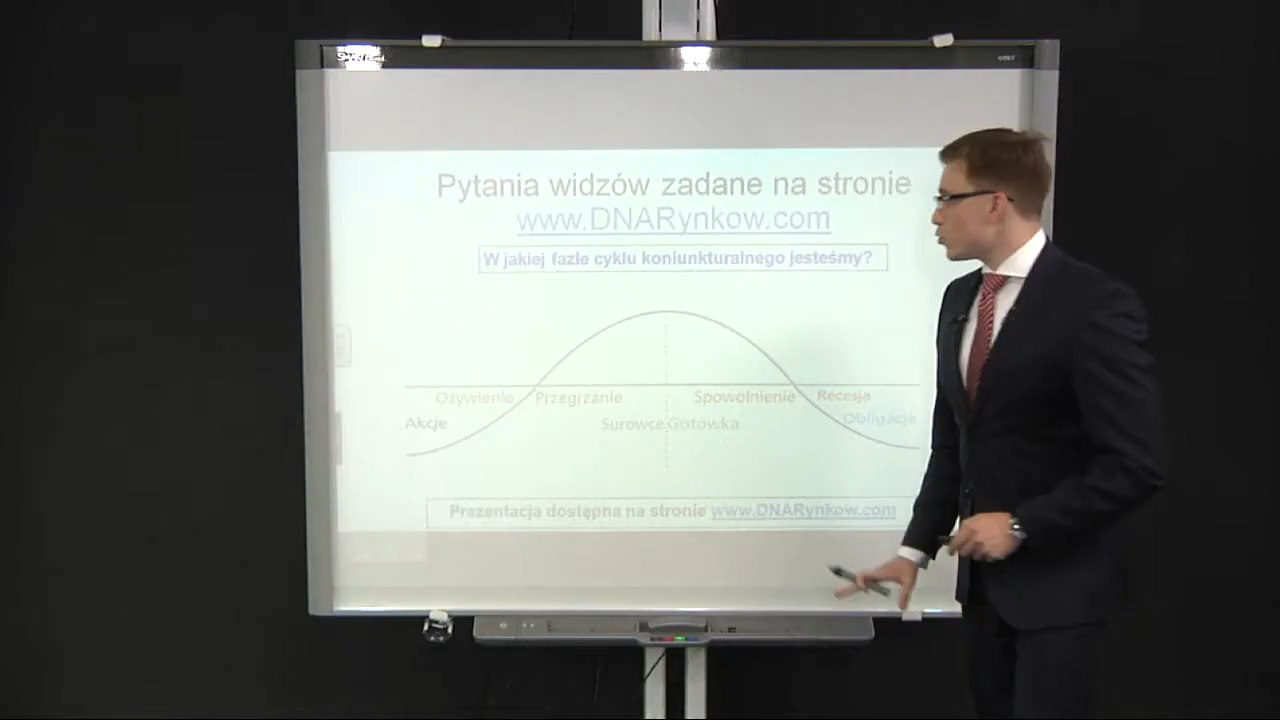 Pytania widzów zadane na stronie
www.DNARynkow.com
W jakiej fazie cyklu koniunkturalnego jesteśmy?
Ożywienie Przegrzanie Spowolnienie Recesja
Akcje Surowce Gotówka Obligacje
Prezentacja dostępna na stronie www.DNARynkow.com